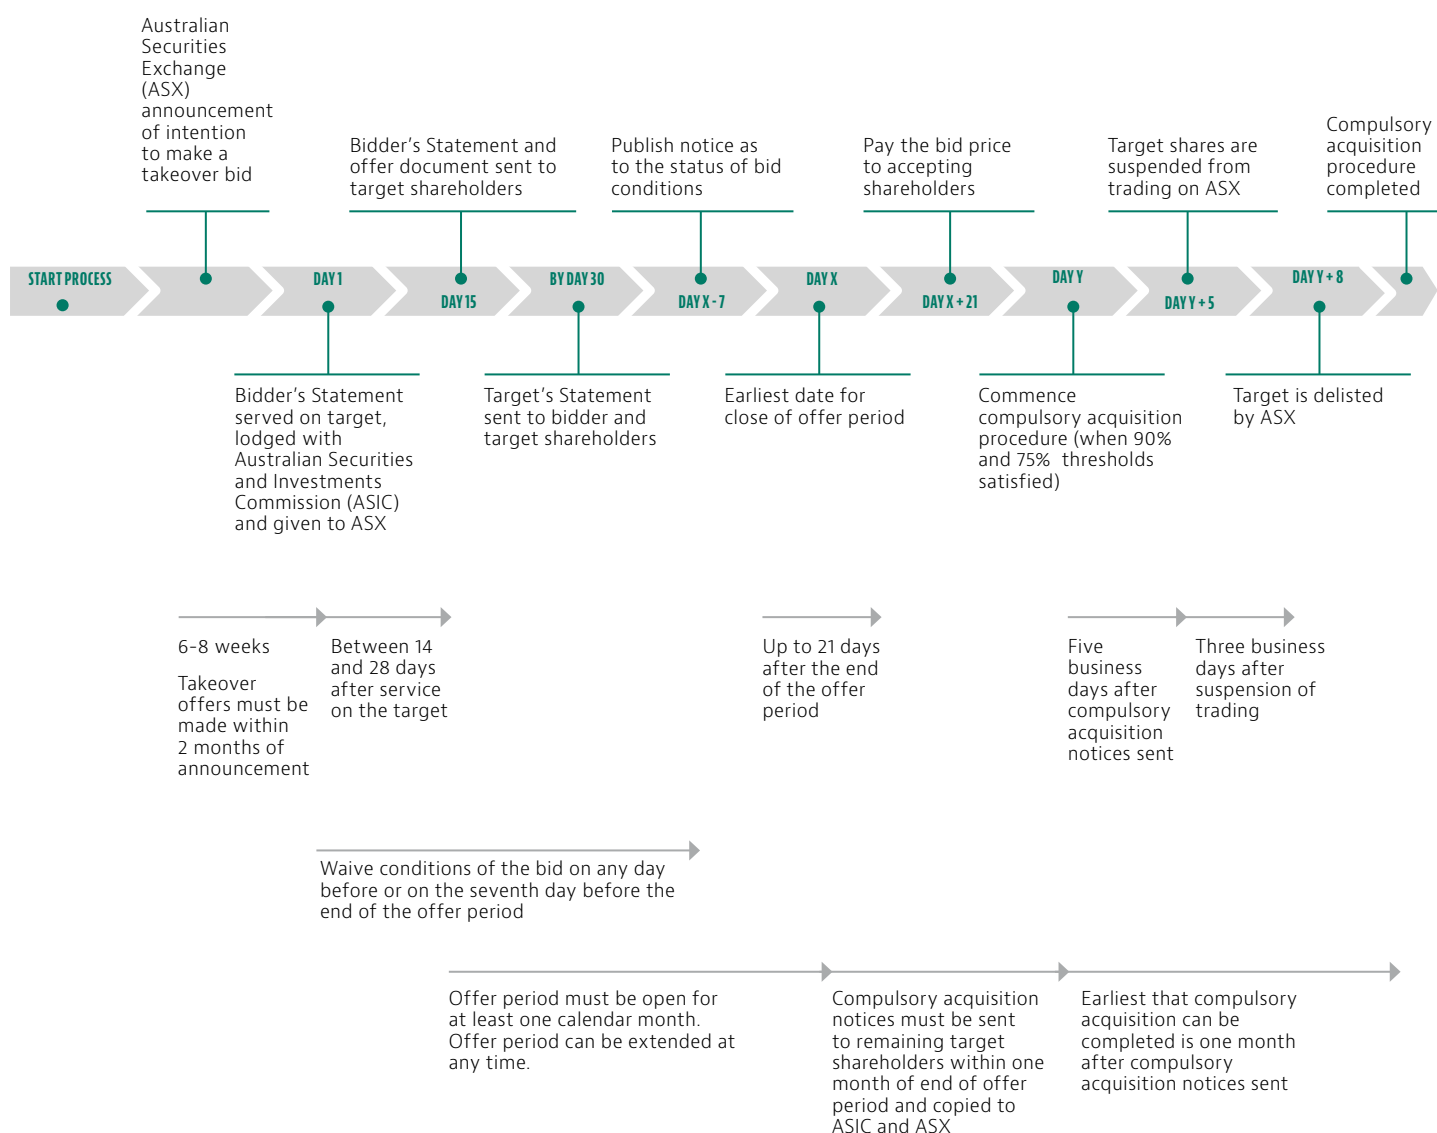 Australian
Securities
Exchange
(ASX)
announcement
of intention
to make a
takeover bid
Bidder's Statement and
offer document sent to
target shareholders
Publish notice as
to the status of bid
conditions
Pay the bid price
to accepting
shareholders
Target shares are
suspended from
trading on ASX
Compulsory
acquisition
procedure
completed
START PROCESS
DAY 1
DAY 15
BY DAY 30
DAY X - 7
DAY X
DAY X + 21
DAY Y
DAY Y + 5
DAY Y + 8
Bidder's Statement
served on target,
lodged with
Australian Securities
and Investments
Commission (ASIC)
and given to ASX
Target's Statement
sent to bidder and
target shareholders
Earliest date for
close of offer period
Commence
compulsory acquisition
procedure (when 90%
and 75% thresholds
satisfied)
Target is delisted
by ASX
6-8 weeks
Takeover
offers must be
made within
2 months of
announcement
Between 14
and 28 days
after service
on the target
Up to 21 days
after the end
of the offer
period
Five
business
days after
compulsory
acquisition
notices sent
Three business
days after
suspension of
trading
Waive conditions of the bid on any day
before or on the seventh day before the
end of the offer period
Offer period must be open for
at least one calendar month.
Offer period can be extended at
any time.
Compulsory acquisition
notices must be sent
to remaining target
shareholders within one
month of end of offer
period and copied to
ASIC and ASX
Earliest that compulsory
acquisition can be
completed is one month
after compulsory
acquisition notices sent